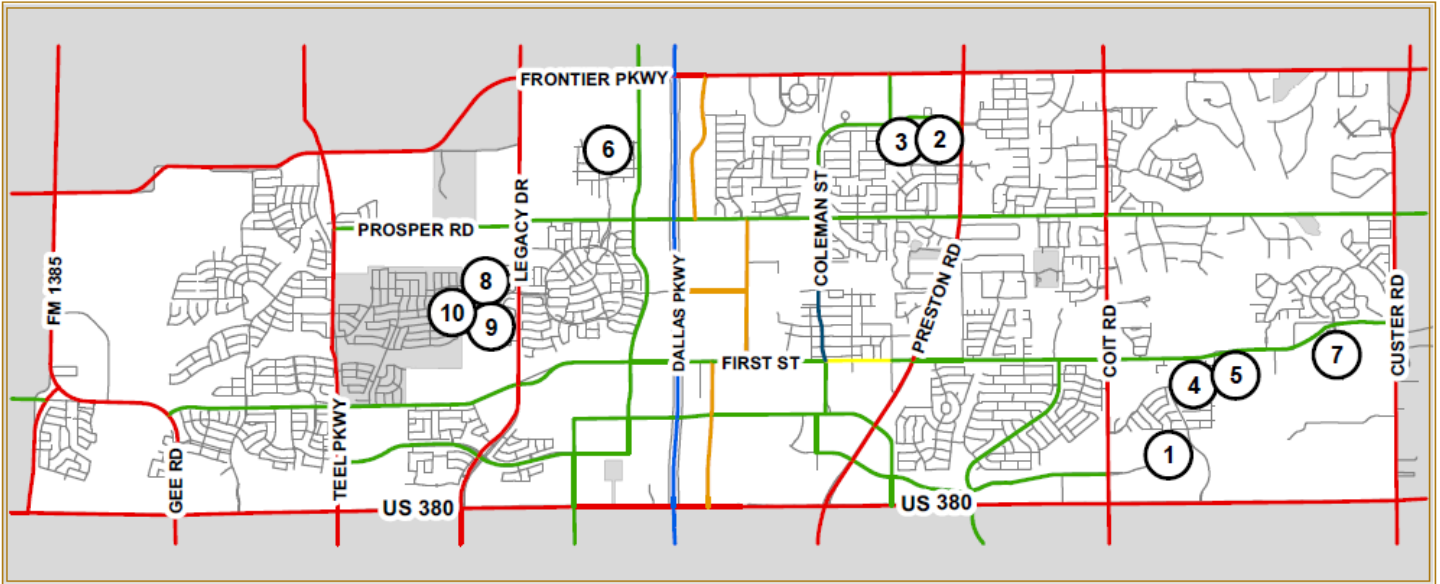 FRONTIER PKWY
6
3
2
LEGACY DR
COLEMAN ST
PROSPER RD
FM 1385
8
10
9
DALLAS PKWY
PRESTON RD
COIT RD
CUSTER RD
FIRST ST
7
4
5
1
GEE RD
TEEL PKWY
US 380
US 380